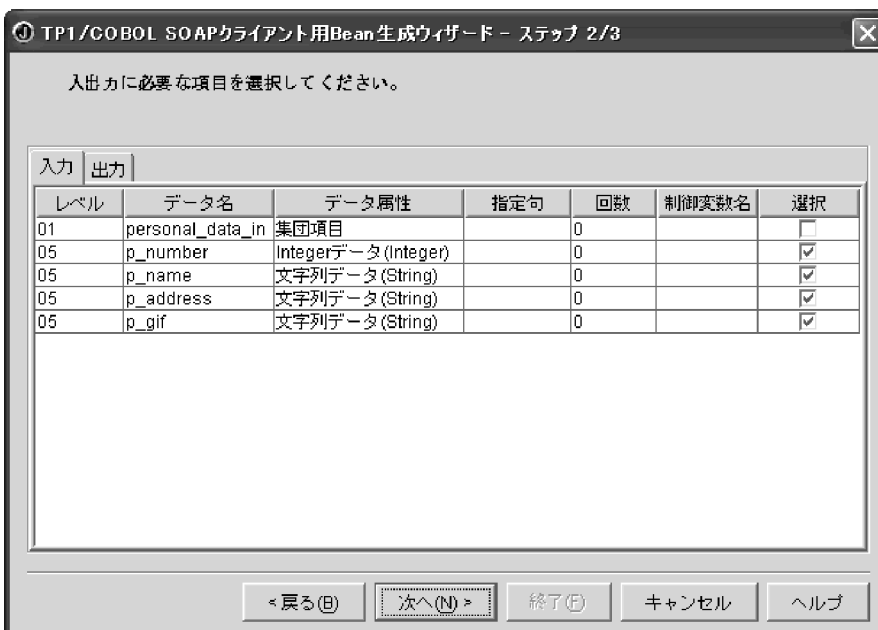 TP1/COBOL SOAPクライアント用Bean生成ウィザード - ステップ 2/3
入出力に必要な項目を選択してください。
入力 出力
レベル データ名 データ属性 指定句 回数 制御変数名 選択
01 personal_data_in 集団項目 0
05 p_number Integerデータ(Integer) 0
05 p_name 文字列データ(String) 0
05 p_address 文字列データ(String) 0
05 p_gif 文字列データ(String) 0
<戻る(B) 次へ(N)> 終了(F) キャンセル ヘルプ